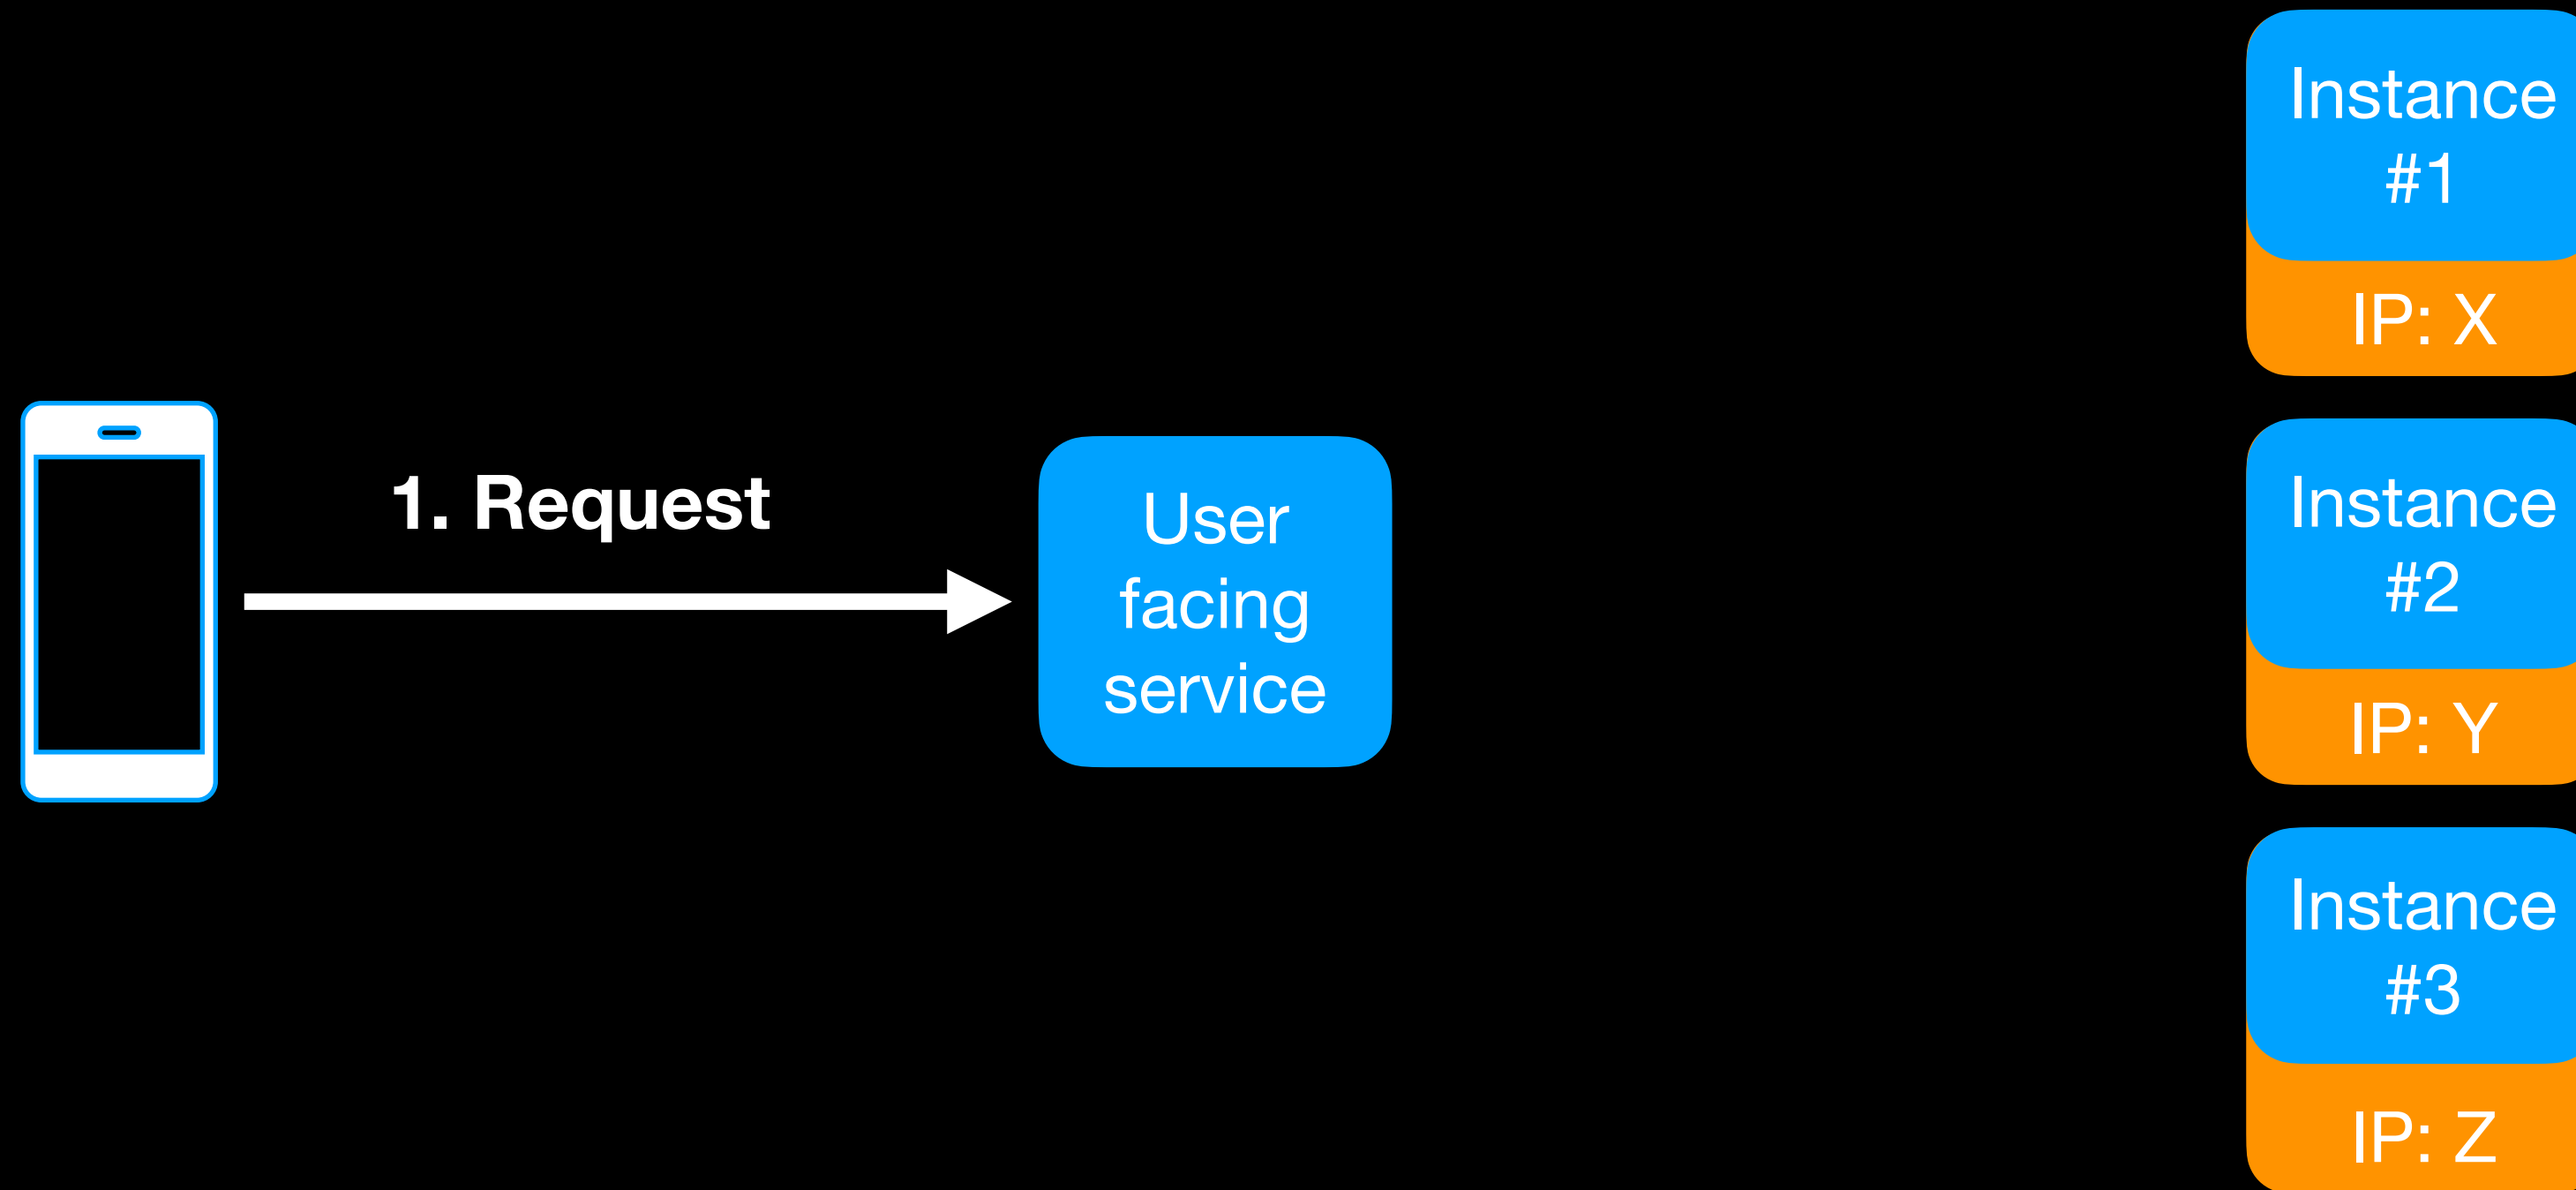 1. Request
User
facing
service
Instance
#1
IP: X
Instance
#2
IP: Y
Instance
#3
IP: Z